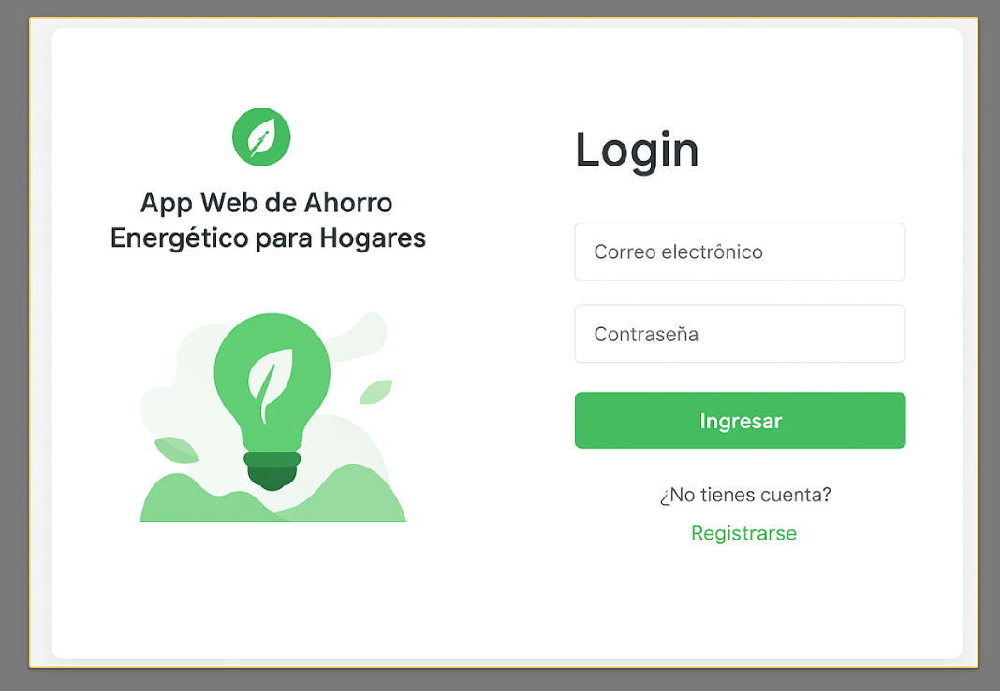 App Web de Ahorro
Energético para Hogares
Login
Correo electrónico
Contraseña
Ingresar
¿No tienes cuenta?
Registrarse